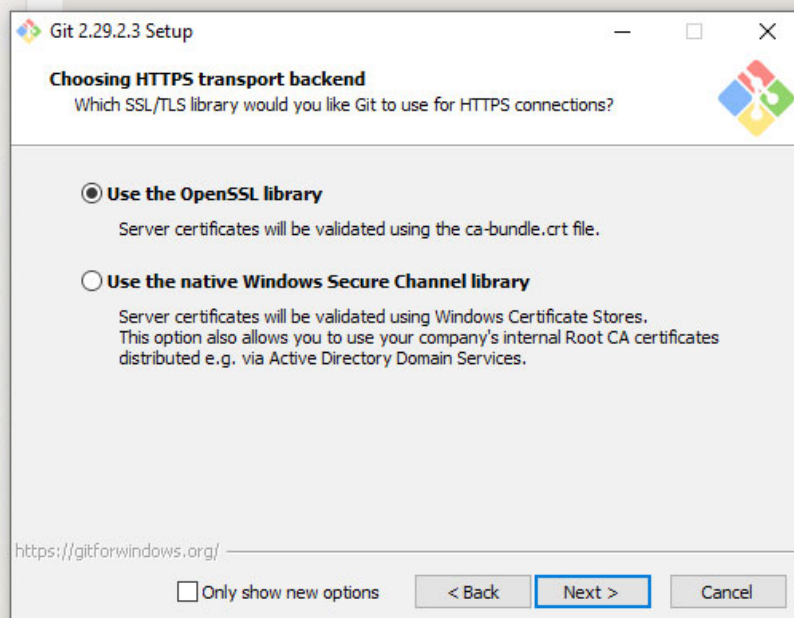 Git 2.29.2.3 Setup
Choosing HTTPS transport backend
Which SSL/TLS library would you like Git to use for HTTPS connections?
Use the OpenSSL library
Server certificates will be validated using the ca-bundle.crt file.
Use the native Windows Secure Channel library
Server certificates will be validated using Windows Certificate Stores.
This option also allows you to use your company's internal Root CA certificates
distributed e.g. via Active Directory Domain Services.
https://gitforwindows.org/
Only show new options
< Back
Next >
Cancel